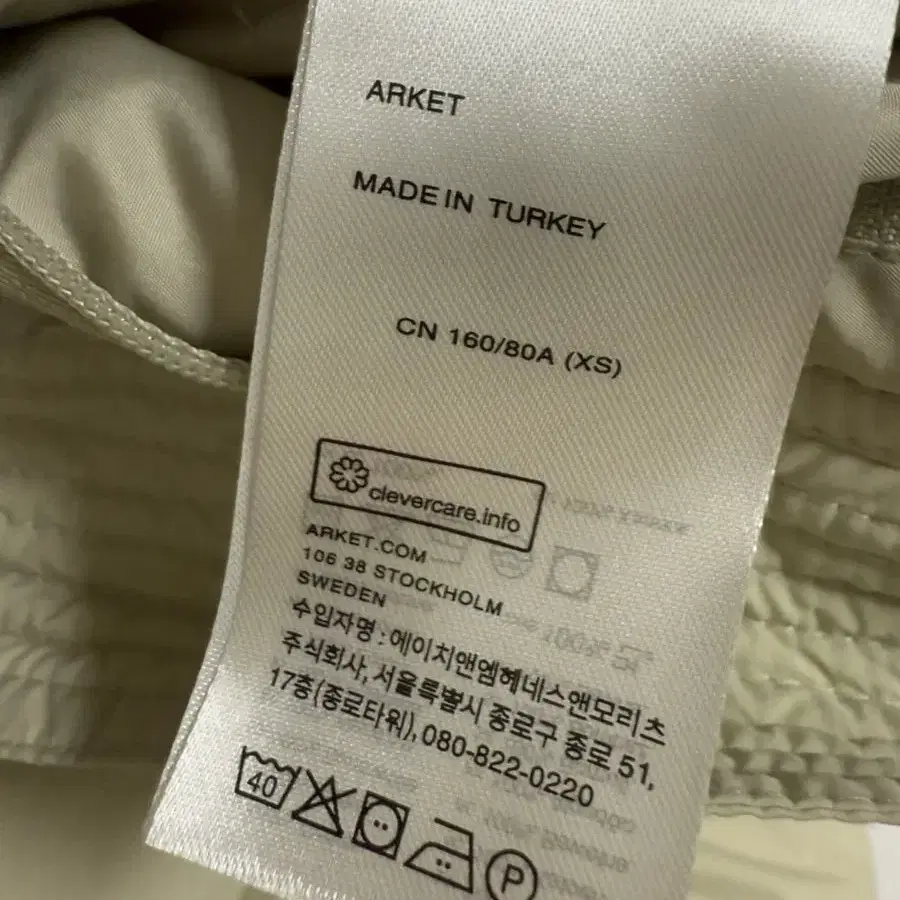 ARKET
MADE IN TURKEY
CN 160/80A (XS)
clevercare.info
ARKET.COM
106 38 STOCKHOLM
SWEDEN
수입자명 : 에이치앤엠헤네스앤모리츠
주식회사, 서울특별시 종로구 종로 51,
17층(종로타워), 080-822-0220
40
P